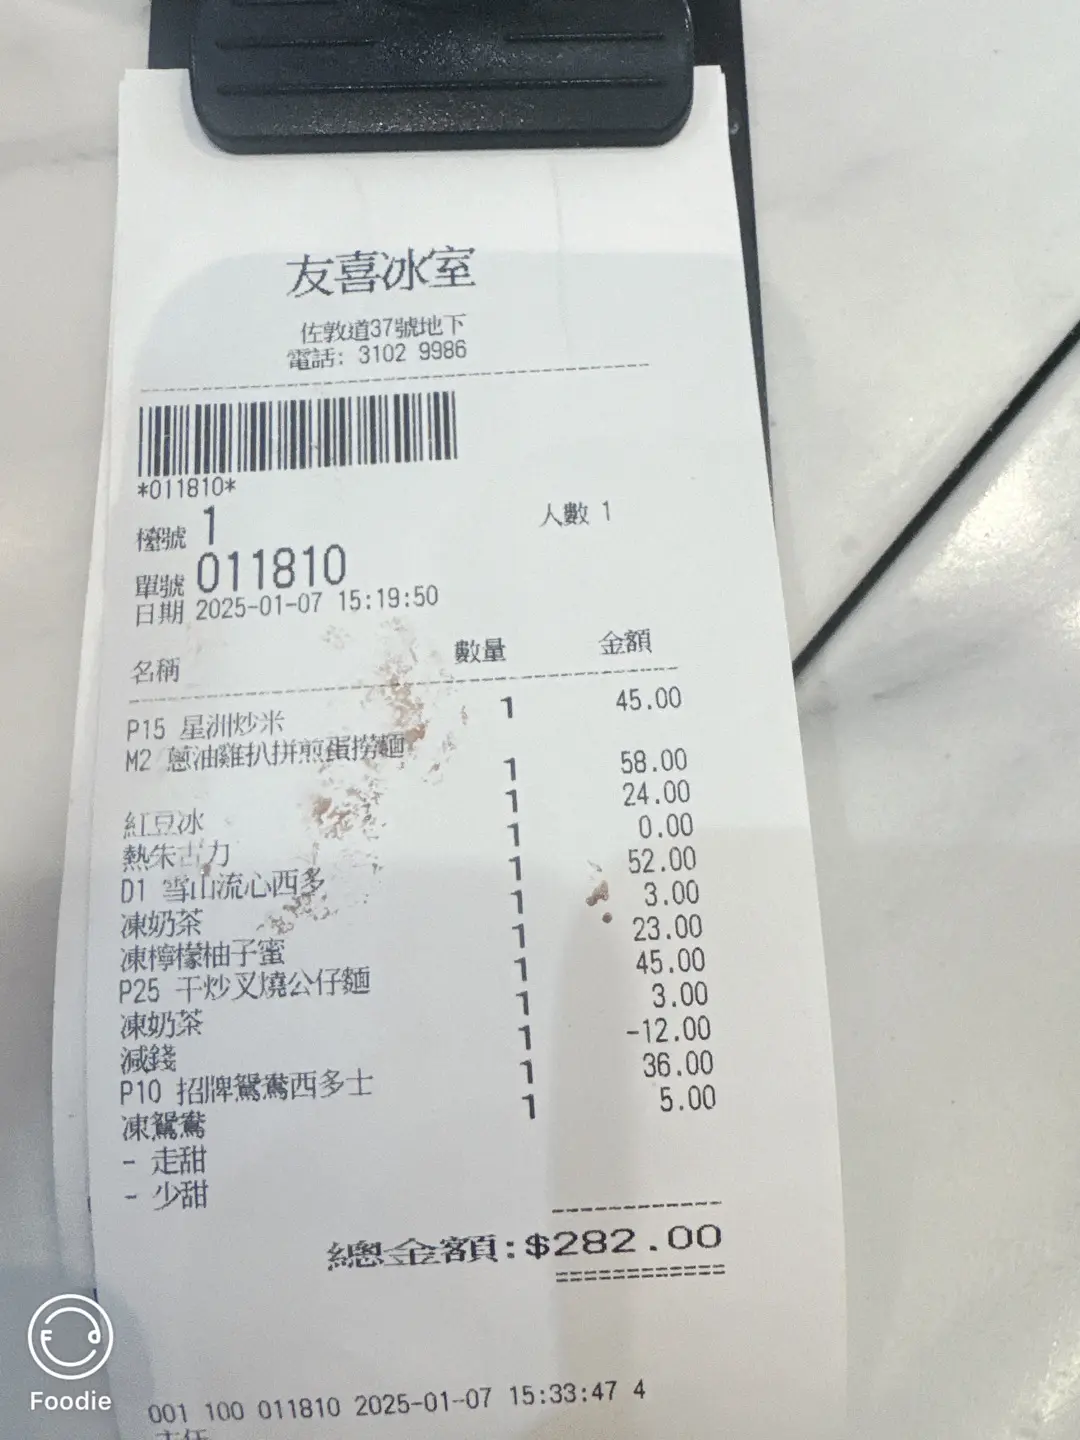 友喜冰室
佐敦道37號地下
電話: 3102 9986
*011810*
檯號 1 人數 1
單號 011810
日期 2025-01-07 15:19:50
名稱 數量 金額
P15 星洲炒米 1 45.00
M2 蔥油雞扒拼煎蛋撈麵
1 58.00
紅豆冰 1 24.00
熱朱古力 1 0.00
D1 雪山流心西多 1 52.00
凍奶茶 1 3.00
凍檸檬柚子蜜 1 23.00
P25 干炒叉燒公仔麵 1 45.00
凍奶茶 1 3.00
減錢 1 -12.00
P10 招牌鴛鴦西多士 1 36.00
凍鴛鴦 1 5.00
- 走甜
- 少甜
總金額:$282.00
001 100 011810 2025-01-07 15:33:47 4
Foodie